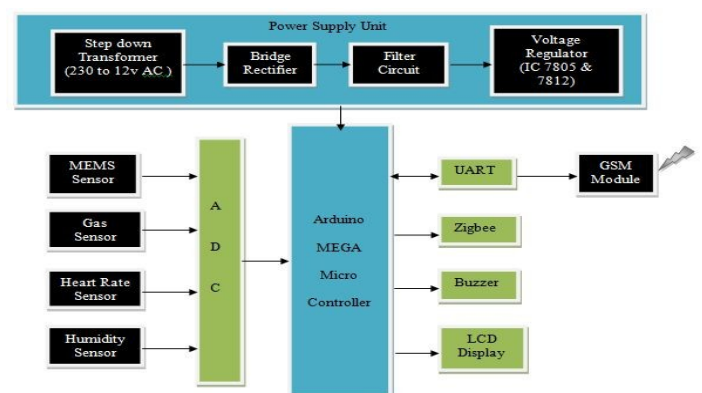 Power Supply Unit
Step down
Transformer
(230 to 12v AC )
Bridge
Rectifier
Filter
Circuit
Voltage
Regulator
(IC 7805 &
7812)
MEMS
Sensor
Gas
Sensor
Heart Rate
Sensor
Humidity
Sensor
A
D
C
Arduino
MEGA
Micro
Controller
UART
GSM
Module
Zigbee
Buzzer
LCD
Display